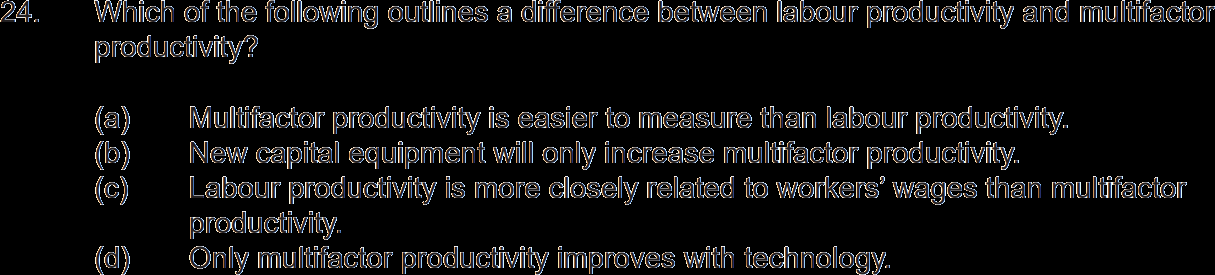 24. Which of the following outlines a difference between labour productivity and multifactor
productivity?
(a) Multifactor productivity is easier to measure than labour productivity.
(b) New capital equipment will only increase multifactor productivity.
(c) Labour productivity is more closely related to workers’ wages than multifactor
productivity.
(d) Only multifactor productivity improves with technology.